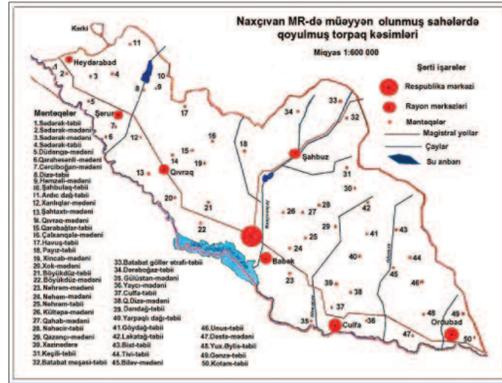 Naxçıvan MR-də müəyyən olunmuş sahələrdə
qoyulmuş torpaq kəsimləri
Miqyas 1:600 000
Kərki
Heydərabad
Şərur
Qıvraq
Şahbuz
Babək
Culfa
Ordubad
Şərti işarələr
Respublika mərkəzi
Rayon mərkəzləri
Məntəqələr
Magistral yollar
Çaylar
Su anbarı
Məntəqələr
1.Sədərək-təbii
2.Sədərək-mədəni
3.Sədərək-mədəni
4.Sədərək-təbii
5.Düdəngə-mədəni
6.Qarahəsənli-mədəni
7.Cərciboğan-mədəni
8.Dizə-təbii
9.Həmzəli-mədəni
10.Şahbulaq-təbii
11.Ardıc dağ-təbii
12.Xanlıqlar-mədəni
13.Şahtaxtı-mədəni
14.Qıvraq-mədəni
15.Qarabağlar-təbii
16.Çalxanqala-mədəni
17.Havuş-təbii
18.Payız-təbii
19.Xıncab-mədəni
20.Xok-mədəni
21.Böyükdüz-təbii
22.Böyükdüz-mədəni
23.Nehrəm-mədəni
24.Nehəm-mədəni
25.Nehrəm-təbii
26.Kültəpə-mədəni
27.Qahab-mədəni
28.Nəhəcir-təbii
29.Qazançı-mədəni
30.Xəzinədərə
31.Keçili-təbii
32.Batabat meşəsi-təbii
33.Batabat göllər ətrafı-təbii
34.Dərəboğaz-təbii
35.Gülüstan-mədəni
36.Yaycı-mədəni
37.Culfa-təbii
38.Q.Dizə-mədəni
39.Dərədağ-təbii
40.Yarpaqlı dağı-təbii
41.Göydağ-təbii
42.Ləkətağ-təbii
43.Bist-təbii
44.Tivi-təbii
45.Biləv-mədəni
46.Unus-təbii
47.Dəstə-mədəni
48.Yux.Əylis-təbii
49.Gənzə-təbii
50.Kotam-təbii